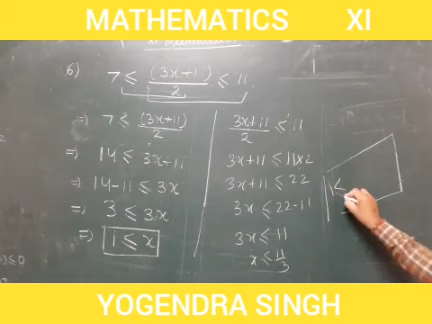 MATHEMATICS XI
6) 7 ≤ (3x+11)/2 ≤ 11
⇒) 7 ≤ (3x+11)/2
⇒) 14 ≤ 3x+11
⇒) 14-11 ≤ 3x
⇒) 3 ≤ 3x
⇒) 1 ≤ x
3x+11/2 ≤ 11
3x+11 ≤ 11x2
3x+11 ≤ 22
3x ≤ 22-11
3x ≤ 11
x ≤ 11/3
1 ≤
YOGENDRA SINGH